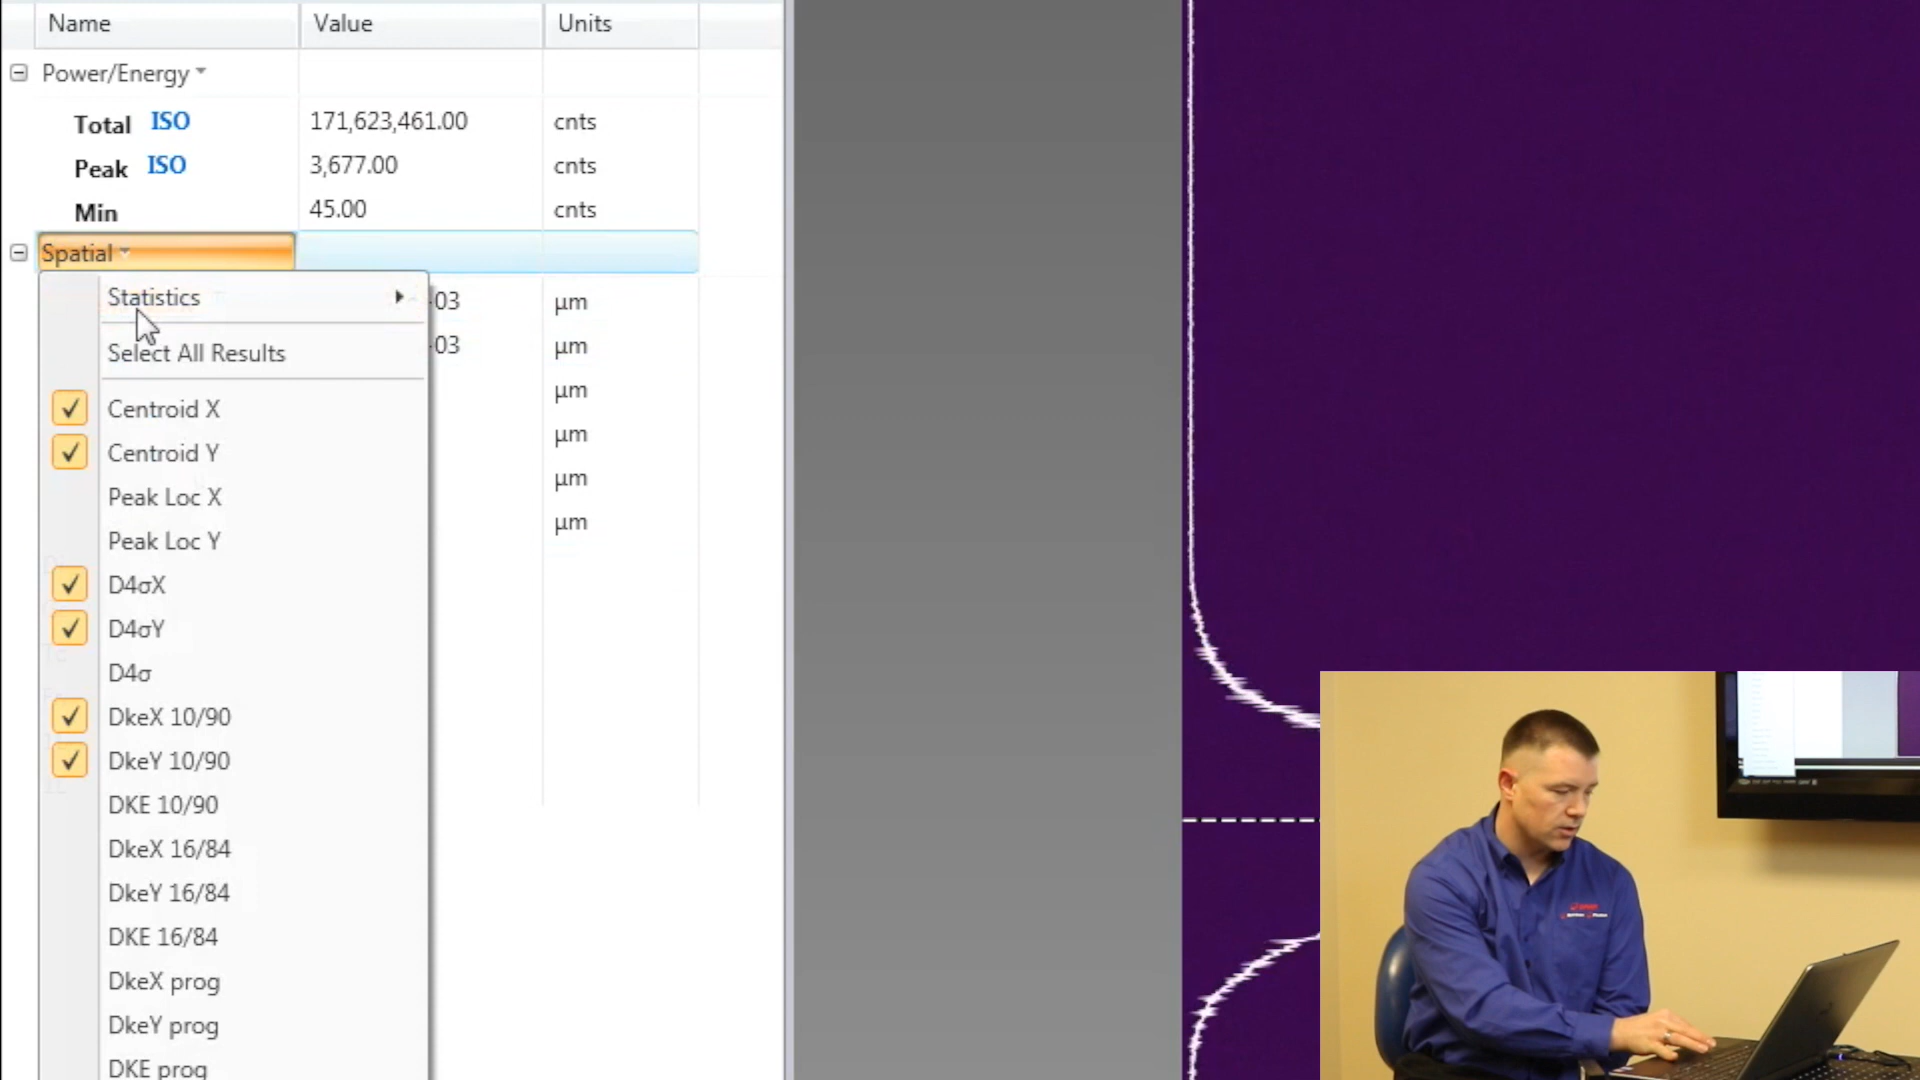 Name Value Units
Power/Energy
Total ISO 171,623,461.00 cnts
Peak ISO 3,677.00 cnts
Min 45.00 cnts
Spatial
Statistics 03 µm
03 µm
Select All Results
µm
Centroid X
µm
Centroid Y
µm
Peak Loc X
µm
Peak Loc Y
D4σX
D4σY
D4σ
DkeX 10/90
DkeY 10/90
DKE 10/90
DkeX 16/84
DkeY 16/84
DKE 16/84
DkeX prog
DkeY prog
DKE prog